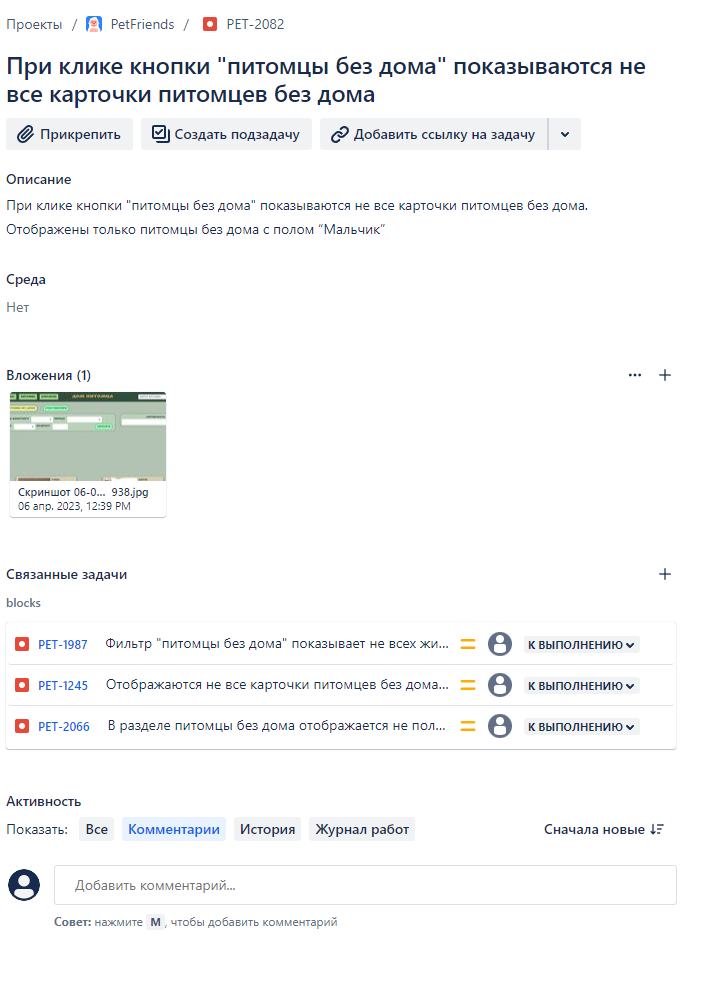 Проекты / PetFriends / PET-2082
При клике кнопки "питомцы без дома" показываются не
все карточки питомцев без дома
Прикрепить Создать подзадачу Добавить ссылку на задачу
Описание
При клике кнопки "питомцы без дома" показываются не все карточки питомцев без дома.
Отображены только питомцы без дома с полом “Мальчик”
Среда
Нет
Вложения (1)
ДОМ ПИТОМЦА
Скриншот 06-0... 938.jpg
06 апр. 2023, 12:39 PM
Связанные задачи
blocks
PET-1987 Фильтр "питомцы без дома" показывает не всех жи... К ВЫПОЛНЕНИЮ
PET-1245 Отображаются не все карточки питомцев без дома... К ВЫПОЛНЕНИЮ
PET-2066 В разделе питомцы без дома отображается не пол... К ВЫПОЛНЕНИЮ
Активность
Показать: Все Комментарии История Журнал работ Сначала новые
Добавить комментарий...
Совет: нажмите M , чтобы добавить комментарий